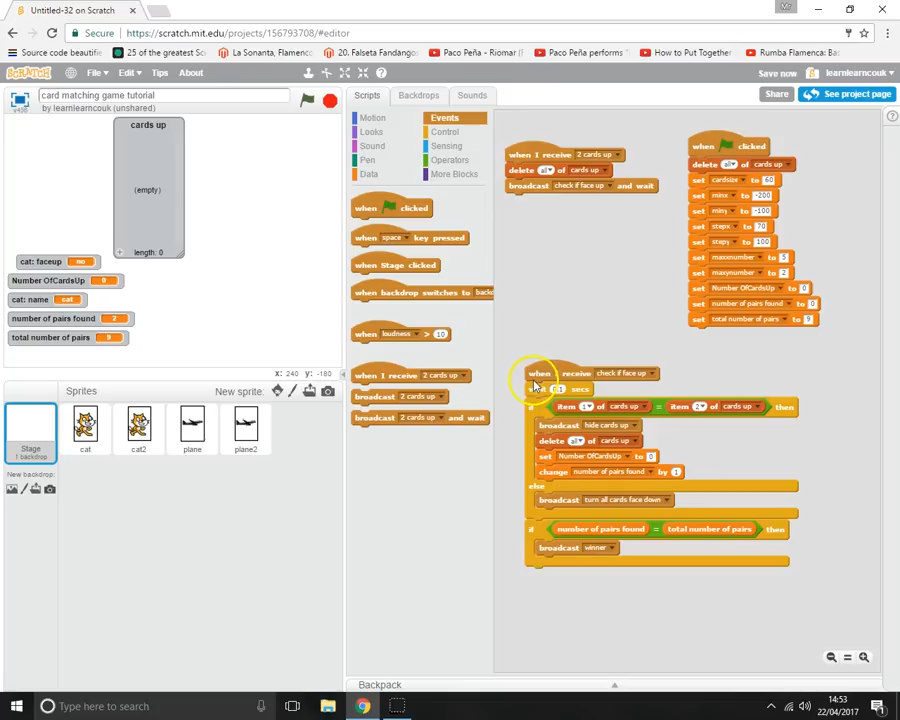 Untitled-32 on Scratch
Mr
Secure
https://scratch.mit.edu/projects/156793708/#editor
Source code beautifie
25 of the greatest Scr
La Sonanta, Flamenco
20. Falseta Fandangos
Paco Peña - Riomar (F
Paco Peña performs "
How to Put Together
Rumba Flamenca: Bas
SCRATCH
File
Edit
Tips
About
Save now
learnlearncouk
card matching game tutorial
by learnlearncouk (unshared)
Share
See project page
Scripts
Backdrops
Sounds
cards up
(empty)
length: 0
cat: faceup no
Number OfCardsUp 0
cat: name cat
number of pairs found 2
total number of pairs 9
x: 240 y: -180
Sprites
New sprite:
Stage
1 backdrop
New backdrop:
cat
cat2
plane
plane2
Motion
Looks
Sound
Pen
Data
Events
Control
Sensing
Operators
More Blocks
when clicked
when space key pressed
when Stage clicked
when backdrop switches to
when loudness > 10
when I receive 2 cards up
broadcast 2 cards up
broadcast 2 cards up and wait
when I receive 2 cards up
delete all of cards up
broadcast check if face up and wait
when clicked
delete all of cards up
set cardsize to 60
set minx to -200
set miny to -100
set stepx to 70
set stepy to 100
set maxxnumber to 5
set maxynumber to 2
set Number OfCardsUp to 0
set number of pairs found to 0
set total number of pairs to 9
when receive check if face up
secs
if item 1 of cards up = item 2 of cards up then
broadcast hide cards up
delete all of cards up
set Number OfCardsUp to 0
change number of pairs found by 1
else
broadcast turn all cards face down
if number of pairs found = total number of pairs then
broadcast winner
Backpack
Type here to search
14:53
22/04/2017